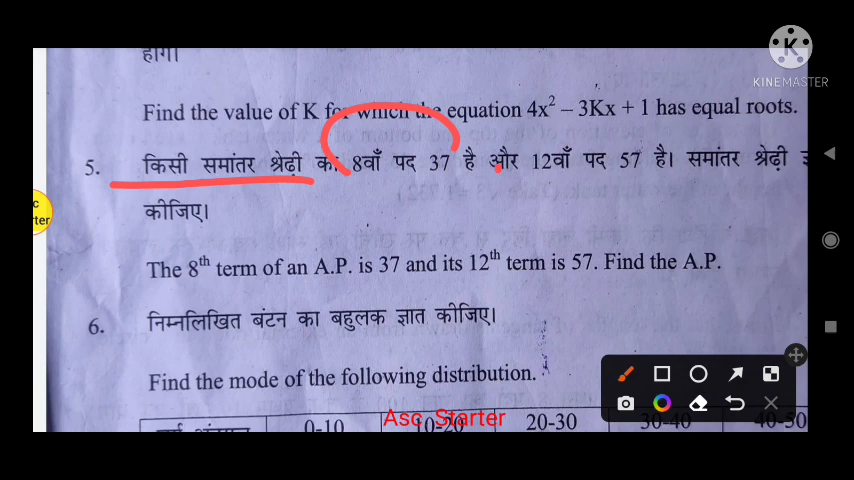 होगा।
KINEMASTER
Find the value of K for which the equation 4x² – 3Kx + 1 has equal roots.
5. किसी समांतर श्रेढ़ी का 8वाँ पद 37 है और 12वाँ पद 57 है। समांतर श्रेढ़ी
कीजिए।
The 8th term of an A.P. is 37 and its 12th term is 57. Find the A.P.
6. निम्नलिखित बंटन का बहुलक ज्ञात कीजिए।
Find the mode of the following distribution.
0-10 10-20 20-30 30-40 40-50
Asc Starter